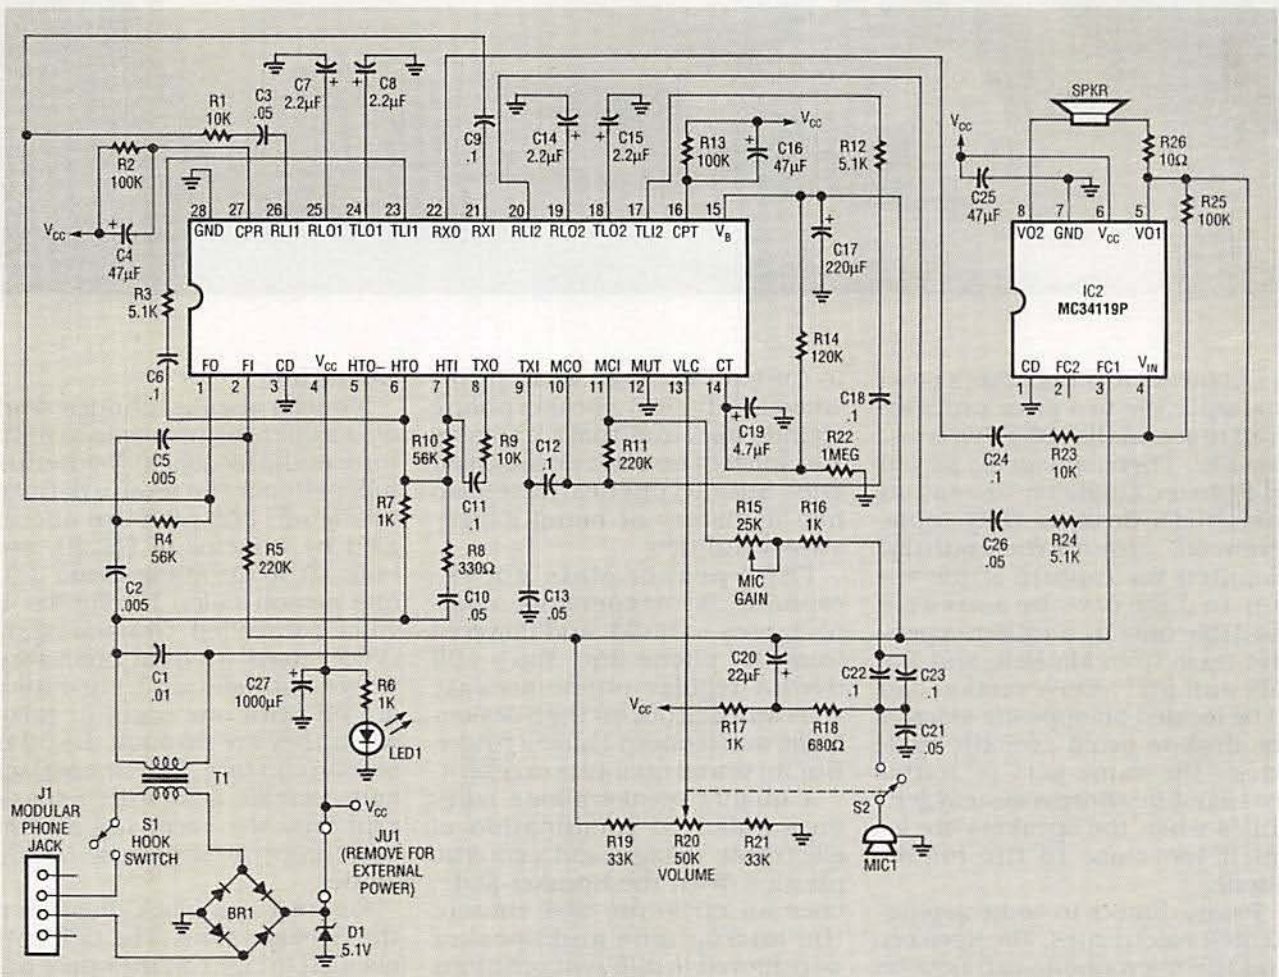 C7
2.2µF
C8
2.2µF
R1
10K
C3
.05
R2
100K
VCC
C4
47µF
C9
.1
C14
2.2µF
C15
2.2µF
R13
100K
VCC
C16
47µF
R12
5.1K
SPKR
VCC
R26
10Ω
C25
47µF
R25
100K
28 27 26 25 24 23 22 21 20 19 18 17 16 15
GND CPR RLI1 RLO1 TLO1 TLI1 RXO RXI RLI2 RLO2 TLO2 TLI2 CPT VB
8 7 6 5
VO2 GND VCC VO1
C17
220µF
R3
5.1K
IC2
MC34119P
C6
.1
R14
120K
FO FI CD VCC HTO– HTO HTI TXO TXI MCO MCI MUT VLC CT
1 2 3 4 5 6 7 8 9 10 11 12 13 14
CD FC2 FC1 VIN
1 2 3 4
C5
.005
R10
56K
R9
10K
C12
.1
R11
220K
C19
4.7µF
C18
.1
R22
1MEG
C24
.1
R23
10K
C11
.1
R7
1K
R4
56K
R5
220K
R8
330Ω
R15
25K
R16
1K
MIC
GAIN
C26
.05
R24
5.1K
C2
.005
C10
.05
C13
.05
C1
.01
C27
1000µF
R6
1K
LED1
C20
22µF
C22
.1
C23
.1
VCC
R17
1K
R18
680Ω
C21
.05
T1
J1
MODULAR
PHONE
JACK
S1
HOOK
SWITCH
VCC
JU1
(REMOVE FOR
EXTERNAL
POWER)
BR1
D1
5.1V
R19
33K
R20
50K
VOLUME
R21
33K
S2
MIC1